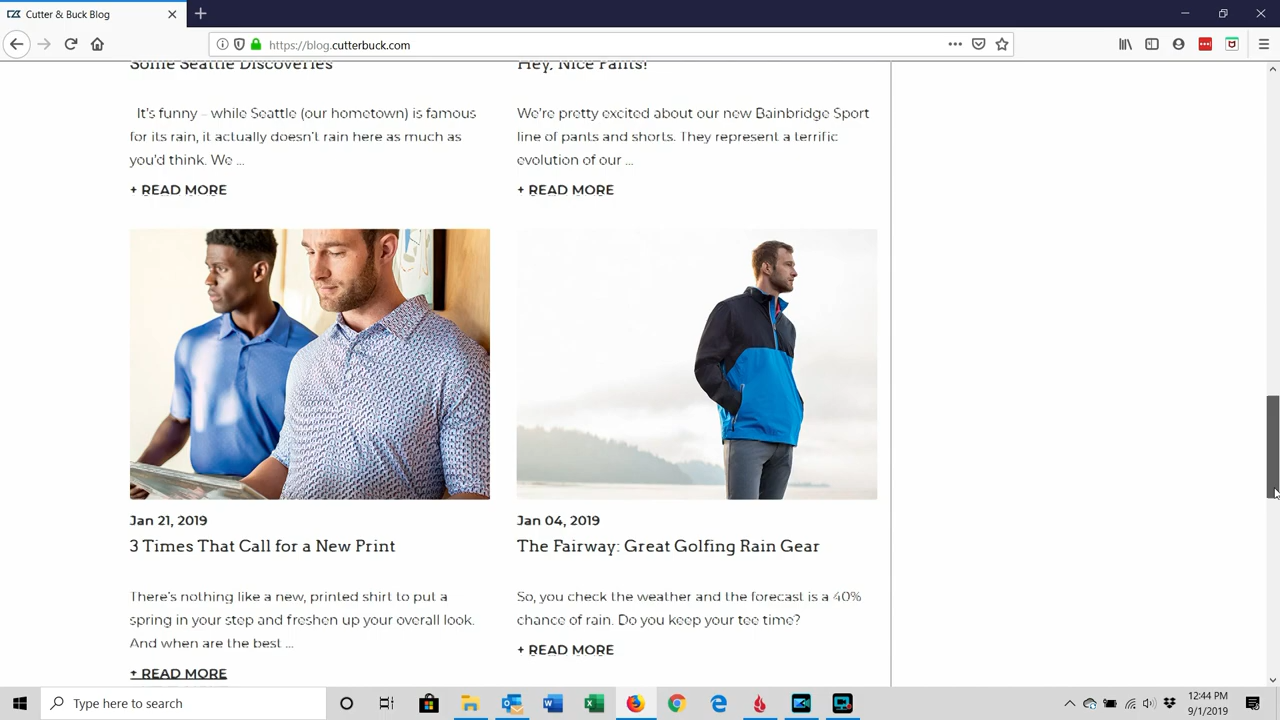 Cutter & Buck Blog
https://blog.cutterbuck.com
Some Seattle Discoveries
Hey, Nice Pants!
It's funny – while Seattle (our hometown) is famous
for its rain, it actually doesn't rain here as much as
you'd think. We ...
+ READ MORE
We're pretty excited about our new Bainbridge Sport
line of pants and shorts. They represent a terrific
evolution of our ...
+ READ MORE
Jan 21, 2019
3 Times That Call for a New Print
There's nothing like a new, printed shirt to put a
spring in your step and freshen up your overall look.
And when are the best ...
+ READ MORE
Jan 04, 2019
The Fairway: Great Golfing Rain Gear
So, you check the weather and the forecast is a 40%
chance of rain. Do you keep your tee time?
+ READ MORE
Type here to search
12:44 PM
9/1/2019